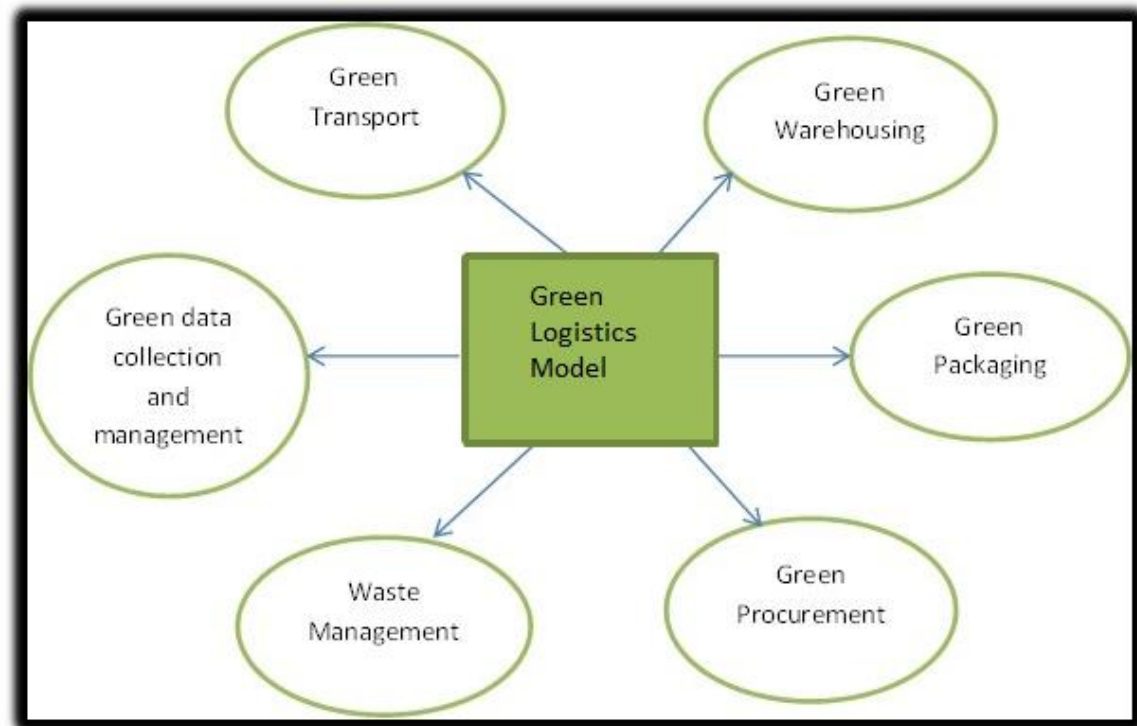 Green
Transport
Green
Warehousing
Green data
collection
and
management
Green
Logistics
Model
Green
Packaging
Waste
Management
Green
Procurement